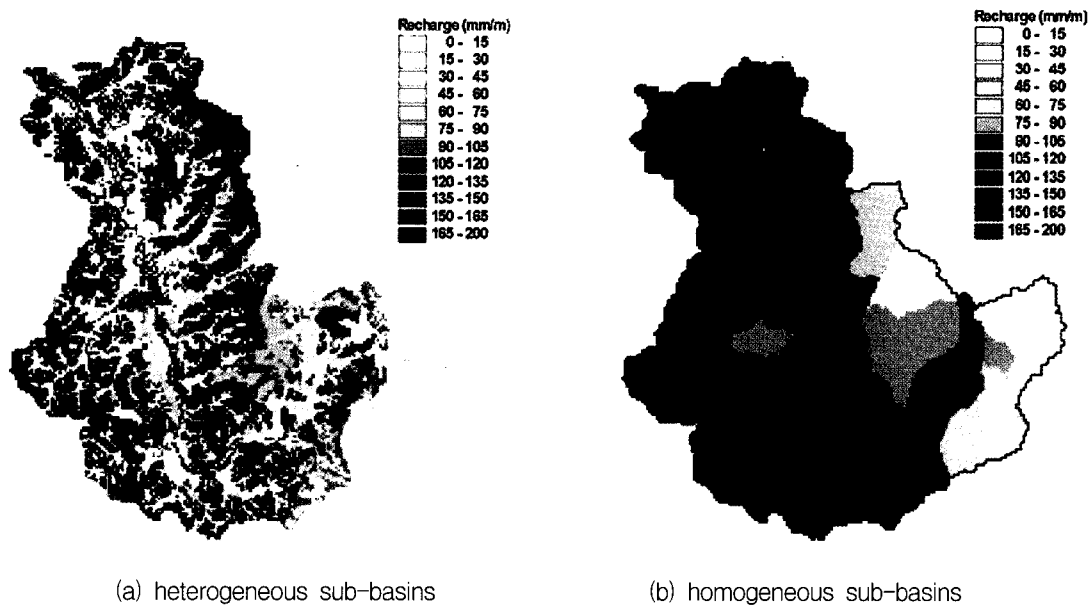 Recharge (mm/m)
0 - 15
15 - 30
30 - 45
45 - 60
60 - 75
75 - 90
90 - 105
105 - 120
120 - 135
135 - 150
150 - 165
165 - 200
Recharge (mm/m)
0 - 15
15 - 30
30 - 45
45 - 60
60 - 75
75 - 90
90 - 105
105 - 120
120 - 135
135 - 150
150 - 165
165 - 200
(a) heterogeneous sub-basins
(b) homogeneous sub-basins